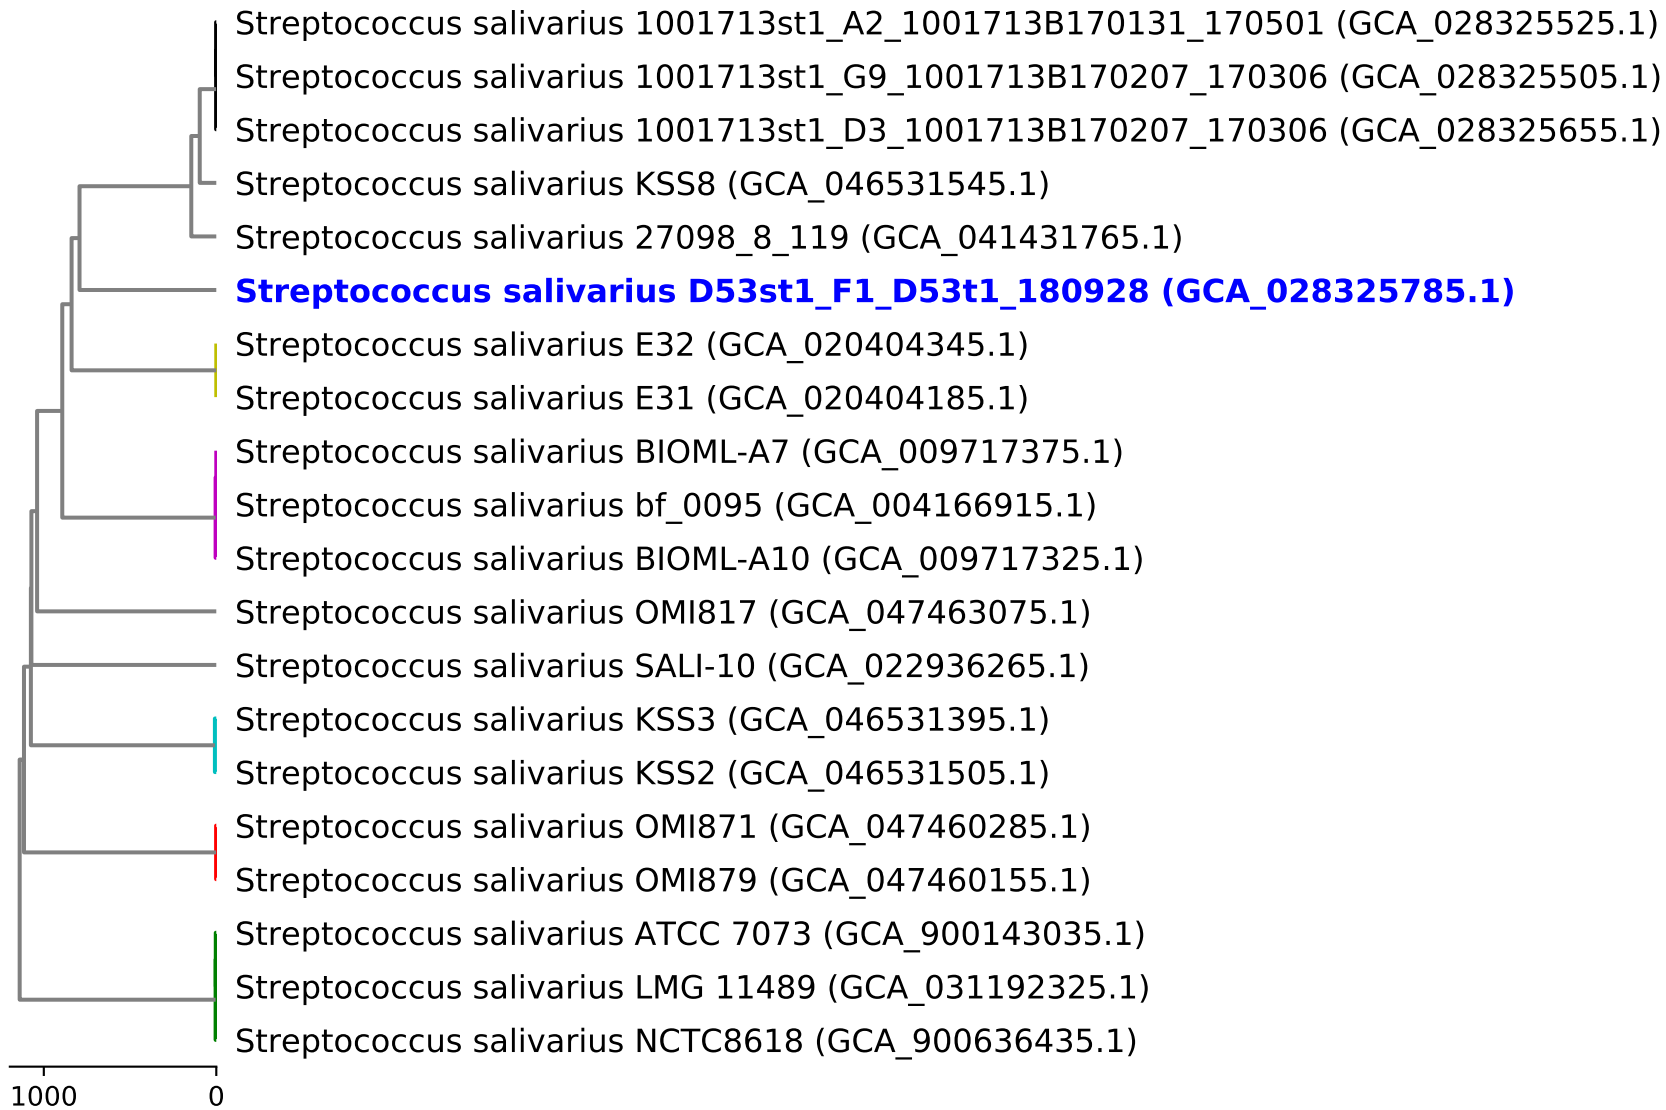 Streptococcus salivarius 1001713st1_A2_1001713B170131_170501 (GCA_028325525.1)
Streptococcus salivarius 1001713st1_G9_1001713B170207_170306 (GCA_028325505.1)
Streptococcus salivarius 1001713st1_D3_1001713B170207_170306 (GCA_028325655.1)
Streptococcus salivarius KSS8 (GCA_046531545.1)
Streptococcus salivarius 27098_8_119 (GCA_041431765.1)
Streptococcus salivarius D53st1_F1_D53t1_180928 (GCA_028325785.1)
Streptococcus salivarius E32 (GCA_020404345.1)
Streptococcus salivarius E31 (GCA_020404185.1)
Streptococcus salivarius BIOML-A7 (GCA_009717375.1)
Streptococcus salivarius bf_0095 (GCA_004166915.1)
Streptococcus salivarius BIOML-A10 (GCA_009717325.1)
Streptococcus salivarius OMI817 (GCA_047463075.1)
Streptococcus salivarius SALI-10 (GCA_022936265.1)
Streptococcus salivarius KSS3 (GCA_046531395.1)
Streptococcus salivarius KSS2 (GCA_046531505.1)
Streptococcus salivarius OMI871 (GCA_047460285.1)
Streptococcus salivarius OMI879 (GCA_047460155.1)
Streptococcus salivarius ATCC 7073 (GCA_900143035.1)
Streptococcus salivarius LMG 11489 (GCA_031192325.1)
Streptococcus salivarius NCTC8618 (GCA_900636435.1)
1000 0